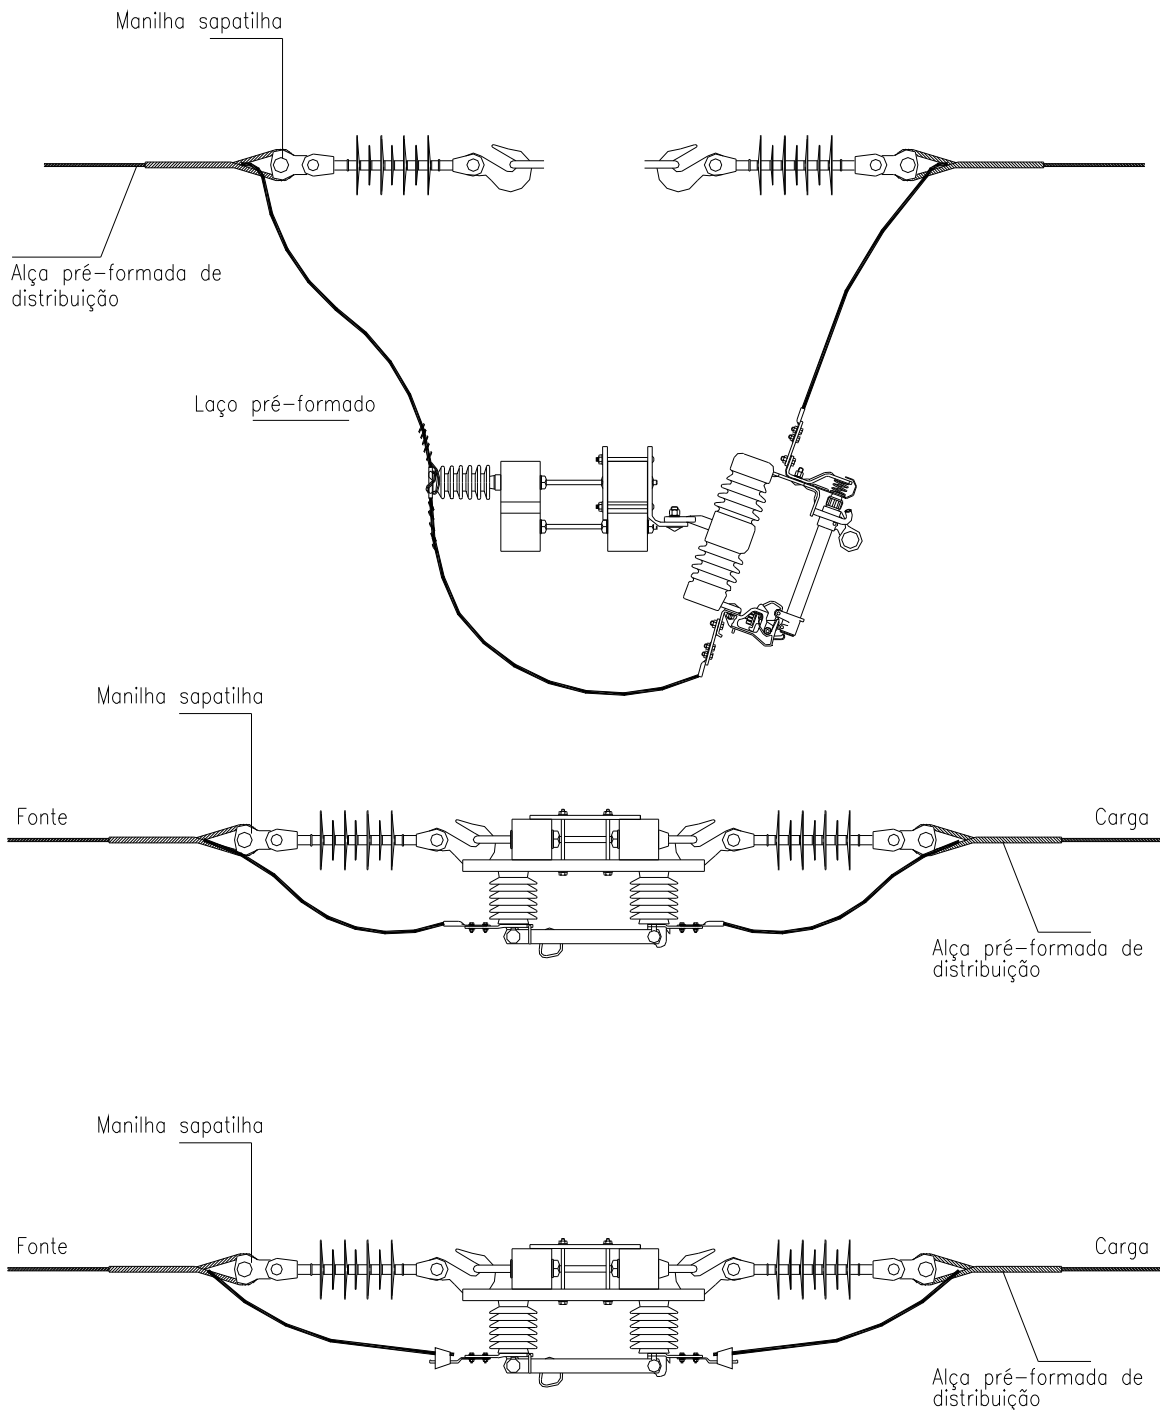 Manilha sapatilha
Alça pré-formada de
distribuição
Laço pré-formado
Manilha sapatilha
Fonte
Carga
Alça pré-formada de
distribuição
Manilha sapatilha
Fonte
Carga
Alça pré-formada de
distribuição